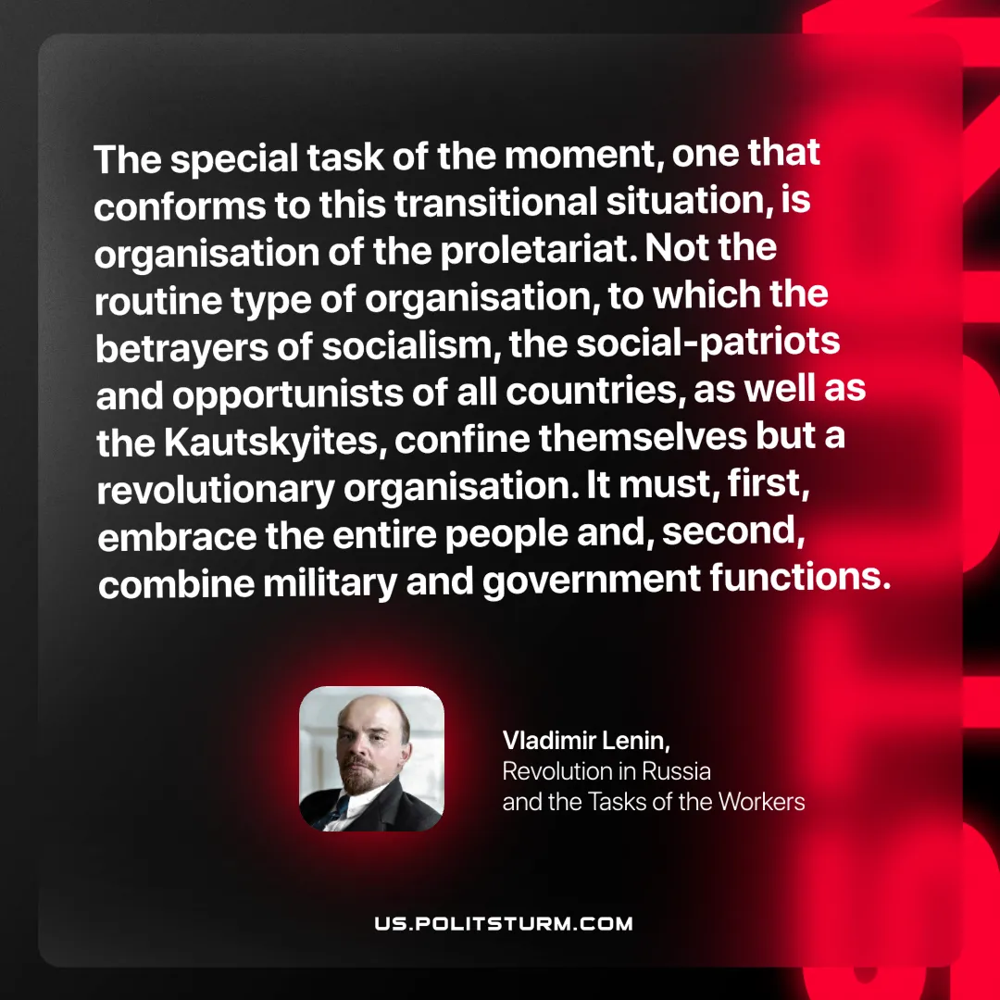 The special task of the moment, one that
conforms to this transitional situation, is
organisation of the proletariat. Not the
routine type of organisation, to which the
betrayers of socialism, the social-patriots
and opportunists of all countries, as well as
the Kautskyites, confine themselves but a
revolutionary organisation. It must, first,
embrace the entire people and, second,
combine military and government functions.
Vladimir Lenin,
Revolution in Russia
and the Tasks of the Workers
US.POLITSTURM.COM